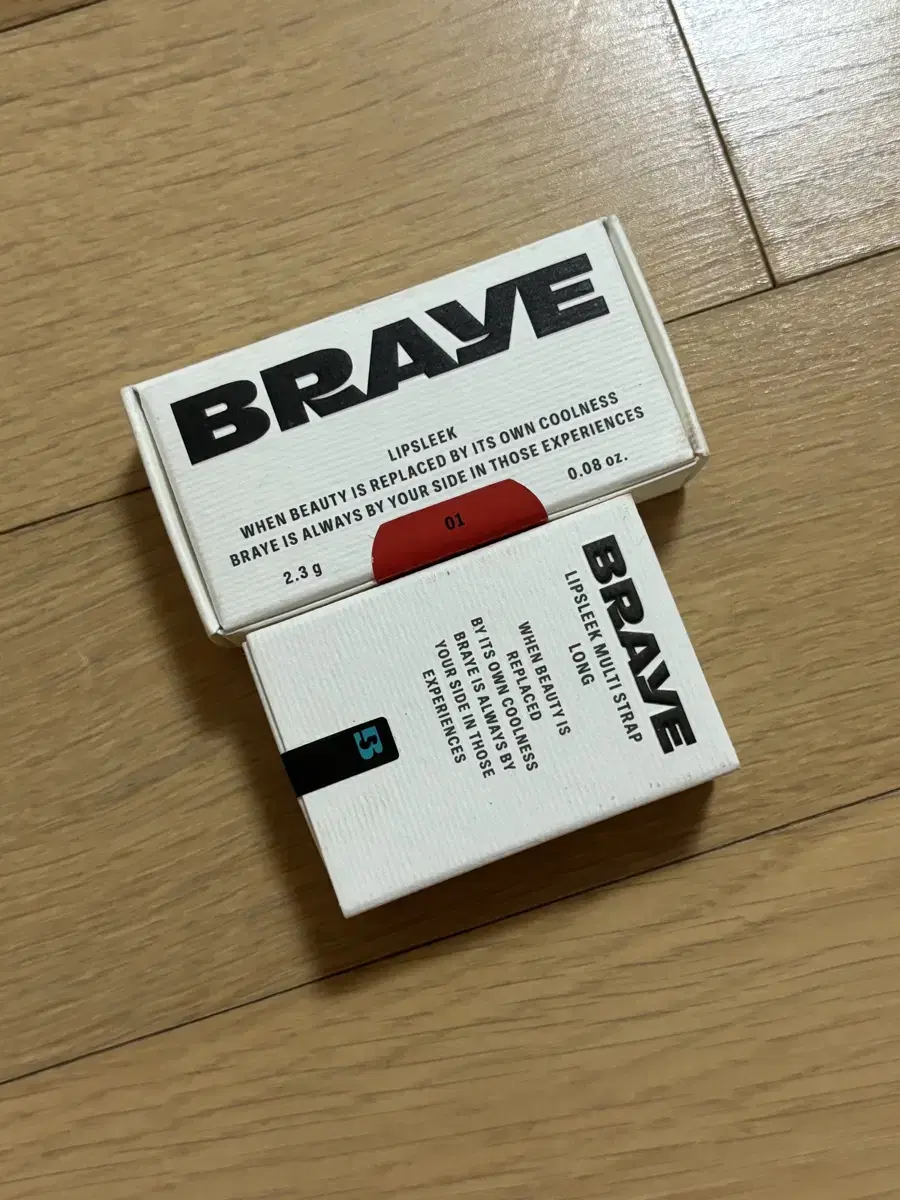 BRAYE
LIPSLEEK
WHEN BEAUTY IS REPLACED BY ITS OWN COOLNESS
BRAYE IS ALWAYS BY YOUR SIDE IN THOSE EXPERIENCES
2.3 g
0.08 oz.
01
BRAYE
LIPSLEEK MULTI STRAP
LONG
WHEN BEAUTY IS
REPLACED
BY ITS OWN COOLNESS
BRAYE IS ALWAYS BY
YOUR SIDE IN THOSE
EXPERIENCES
B